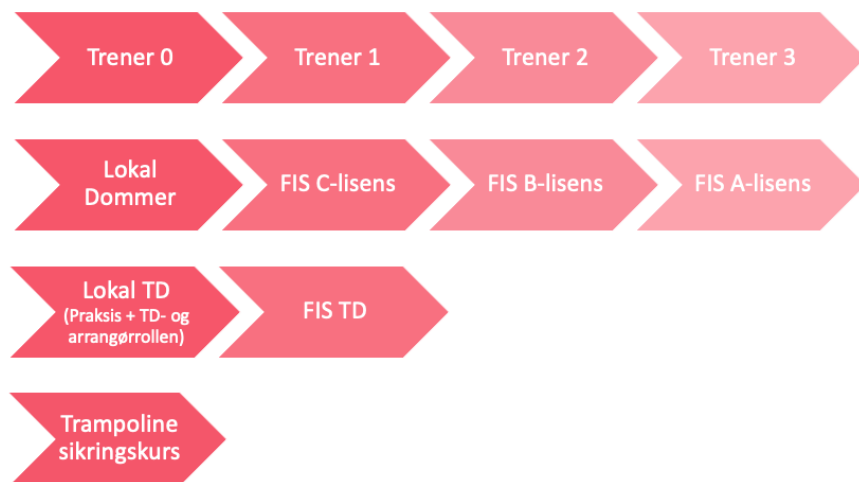 Trener 0
Trener 1
Trener 2
Trener 3
Lokal
Dommer
FIS C-lisens
FIS B-lisens
FIS A-lisens
Lokal TD
(Praksis + TD- og
arrangørrollen)
FIS TD
Trampoline
sikringskurs